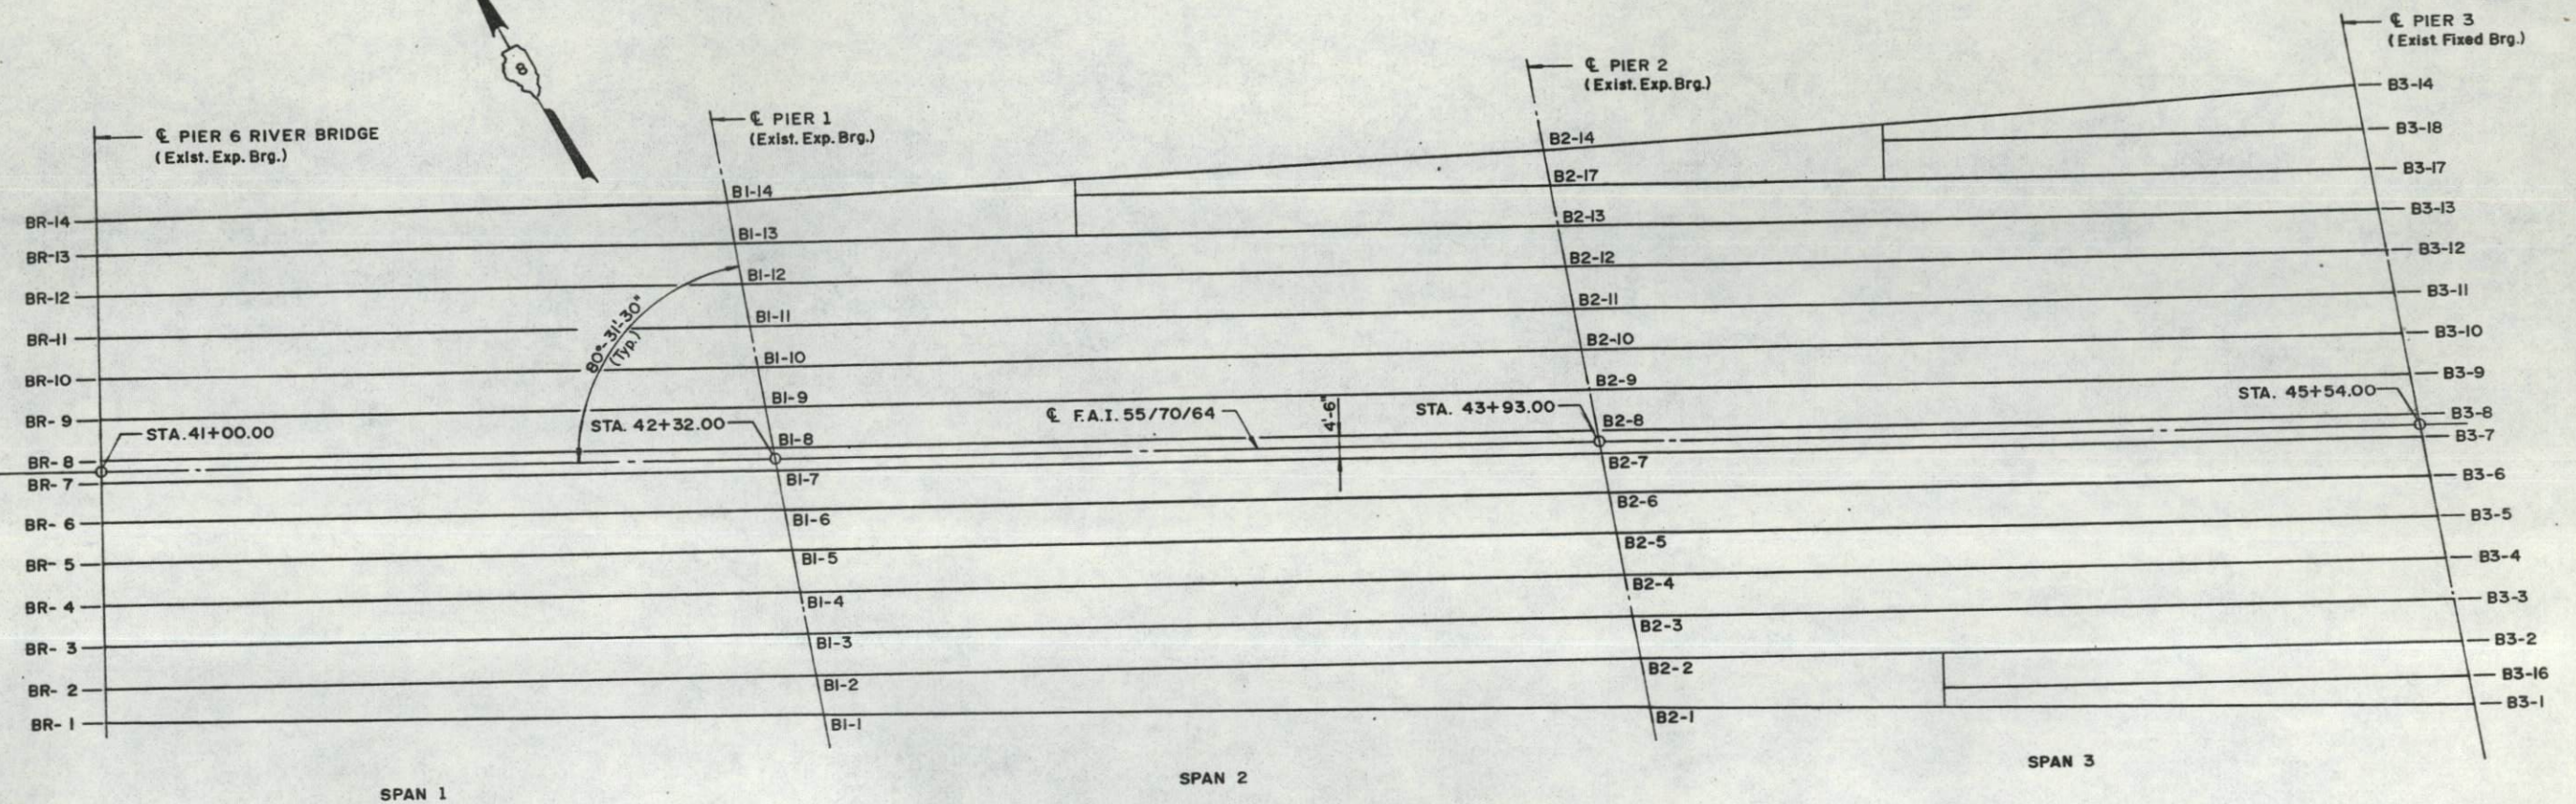 ℄ PIER 6 RIVER BRIDGE
(Exist. Exp. Brg.)
8
℄ PIER 1
(Exist. Exp. Brg.)
℄ PIER 2
(Exist. Exp. Brg.)
℄ PIER 3
(Exist Fixed Brg.)
BR-14
BR-13
BR-12
BR-11
BR-10
BR- 9
BR- 8
BR- 7
BR- 6
BR- 5
BR- 4
BR- 3
BR- 2
BR- 1
STA. 41+00.00
80°-31'-30"
(Typ.)
STA. 42+32.00
B1-14
B1-13
B1-12
B1-11
B1-10
B1-9
B1-8
B1-7
B1-6
B1-5
B1-4
B1-3
B1-2
B1-1
℄ F.A.I. 55/70/64
4'-6"
STA. 43+93.00
B2-14
B2-17
B2-13
B2-12
B2-11
B2-10
B2-9
B2-8
B2-7
B2-6
B2-5
B2-4
B2-3
B2-2
B2-1
STA. 45+54.00
B3-14
B3-18
B3-17
B3-13
B3-12
B3-11
B3-10
B3-9
B3-8
B3-7
B3-6
B3-5
B3-4
B3-3
B3-2
B3-16
B3-1
SPAN 1
SPAN 2
SPAN 3